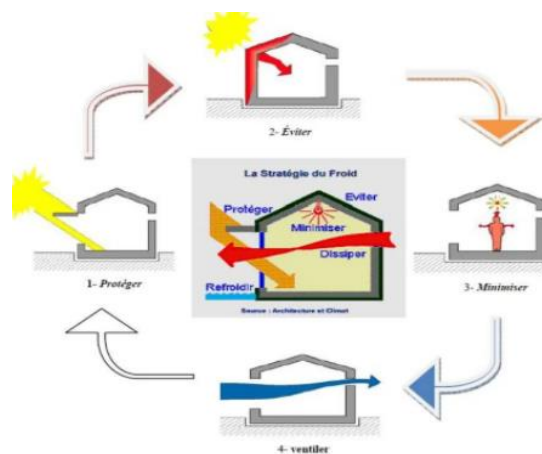 2- Éviter
La Stratégie du Froid
Eviter
Protéger
Minimiser
Dissiper
Refroidir
Source : Architecture et Climat
1- Protéger
3- Minimiser
4- ventiler